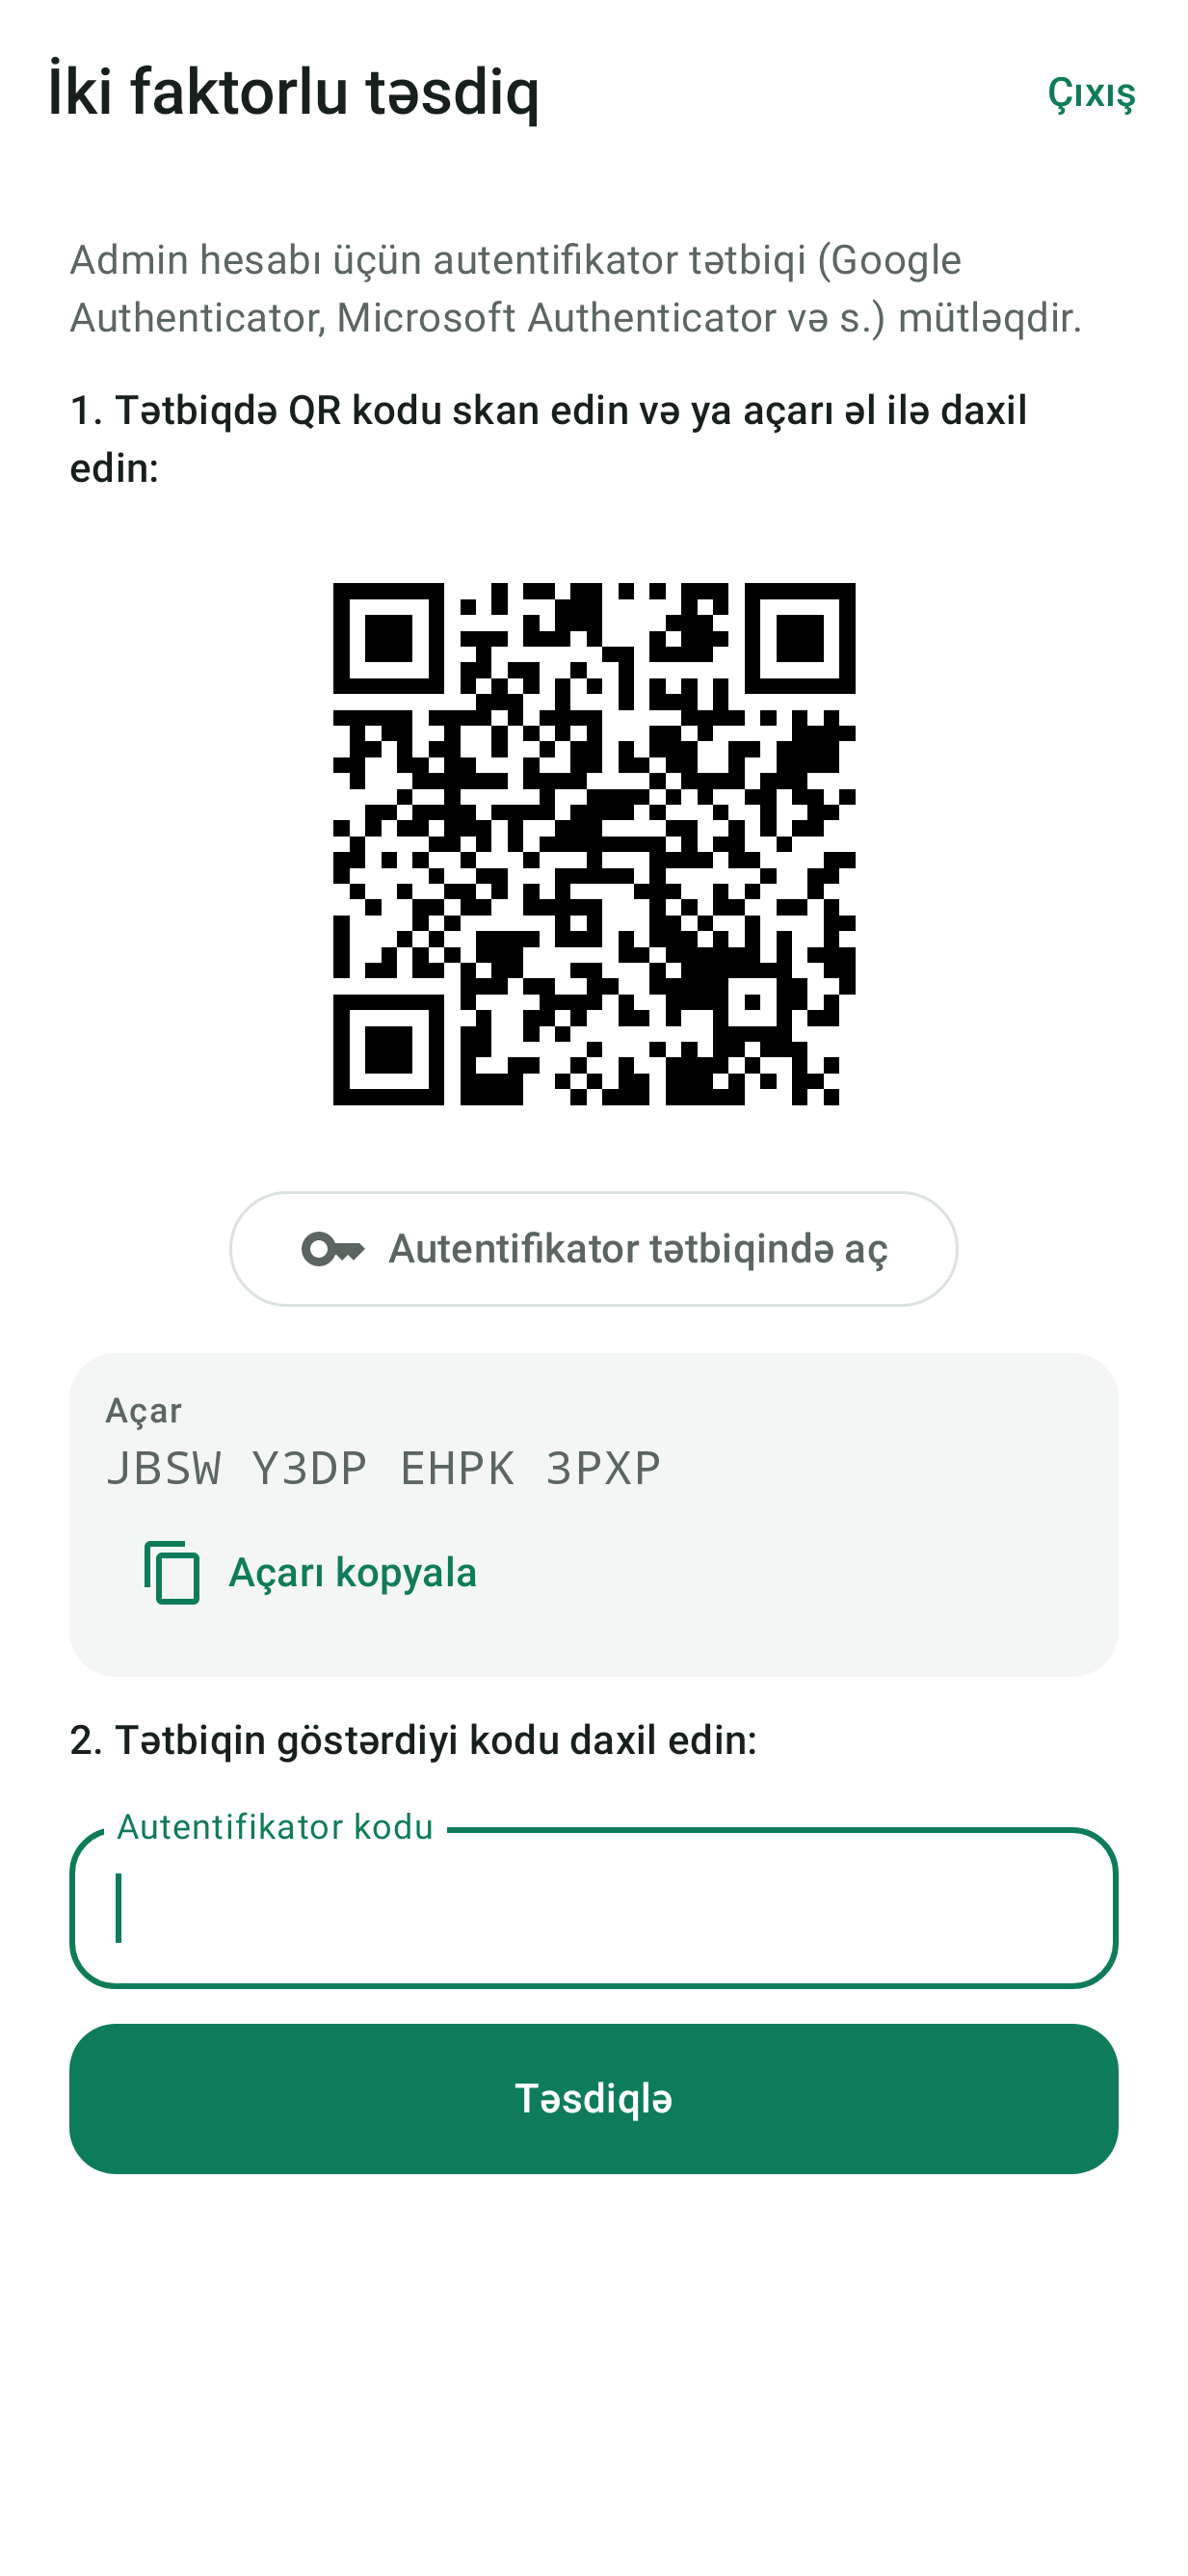 İki faktorlu təsdiq
Çıxış
Admin hesabı üçün autentifikator tətbiqi (Google
Authenticator, Microsoft Authenticator və s.) mütləqdir.
1. Tətbiqdə QR kodu skan edin və ya açarı əl ilə daxil
edin:
Autentifikator tətbiqində aç
Açar
JBSW Y3DP EHPK 3PXP
Açarı kopyala
2. Tətbiqin göstərdiyi kodu daxil edin:
Autentifikator kodu
Təsdiqlə